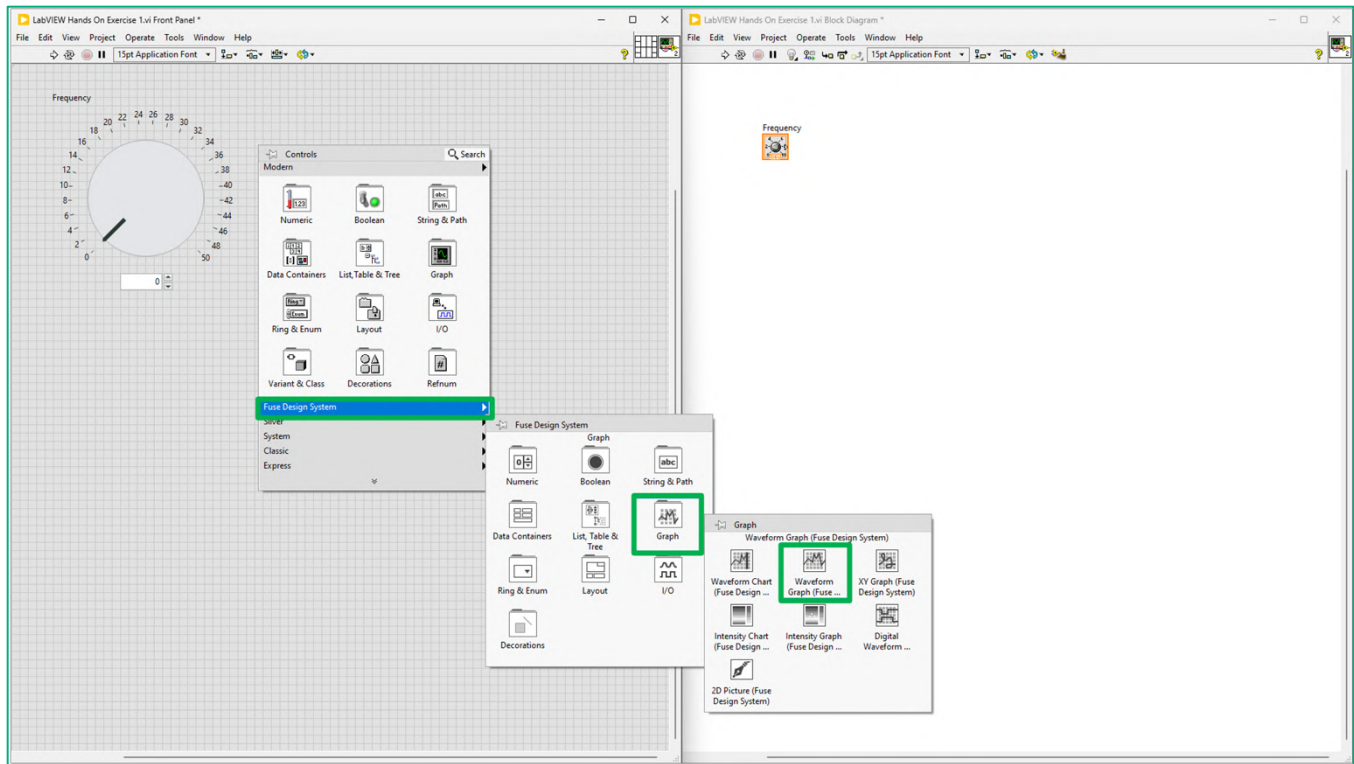 LabVIEW Hands On Exercise 1.vi Front Panel *
File Edit View Project Operate Tools Window Help
15pt Application Font
2
Frequency
0
2
4
6
8
10
12
14
16
18
20
22
24
26
28
30
32
34
36
38
40
42
44
46
48
50
0
Controls
Search
Modern
Numeric
Boolean
String & Path
Data Containers
List, Table & Tree
Graph
Ring & Enum
Layout
I/O
Variant & Class
Decorations
Refnum
Fuse Design System
Silver
System
Classic
Express
Fuse Design System
Graph
Numeric
Boolean
String & Path
Data Containers
List, Table &
Tree
Graph
Ring & Enum
Layout
I/O
Decorations
Graph
Waveform Graph (Fuse Design System)
Waveform Chart
(Fuse Design ...
Waveform
Graph (Fuse ...
XY Graph (Fuse
Design System)
Intensity Chart
(Fuse Design ...
Intensity Graph
(Fuse Design ...
Digital
Waveform ...
2D Picture (Fuse
Design System)
LabVIEW Hands On Exercise 1.vi Block Diagram *
File Edit View Project Operate Tools Window Help
15pt Application Font
2
Frequency